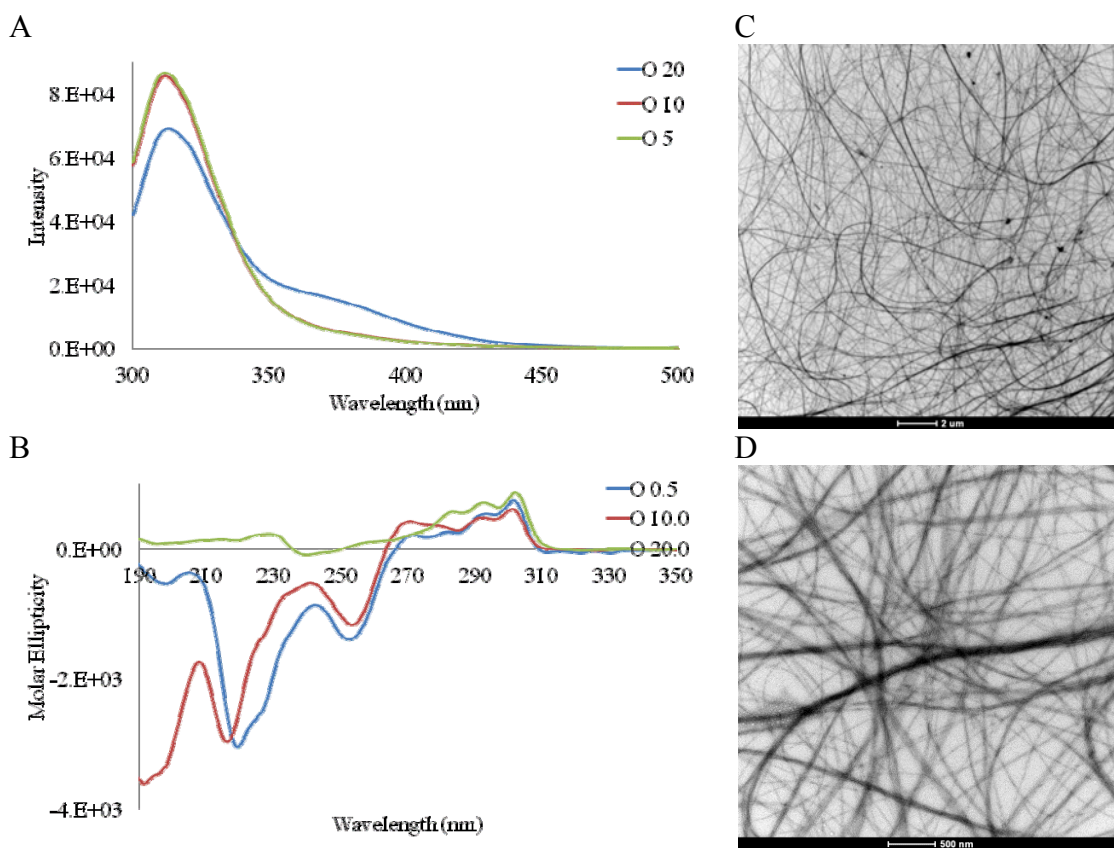 A
8.E+04
6.E+04
4.E+04
2.E+04
0.E+00
Intensity
300 350 400 450 500
Wavelength (nm)
O 20
O 10
O 5
B
0.E+00
-2.E+03
-4.E+03
Molar Ellipticity
190 210 230 250 270 290 310 330 350
Wavelength (nm)
O 0.5
O 10.0
O 20.0
C
2 um
D
500 nm